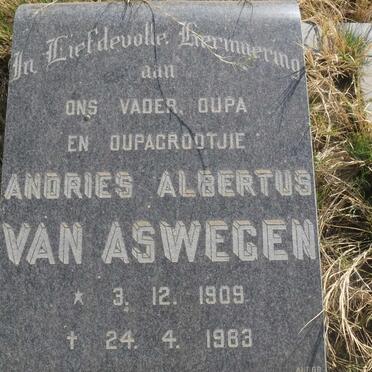 In Liefdevolle Herinnering
aan
ONS VADER, OUPA
EN OUPAGROOTJIE
ANDRIES ALBERTUS
VAN ASWEGEN
* 3. 12. 1909
† 24. 4. 1983